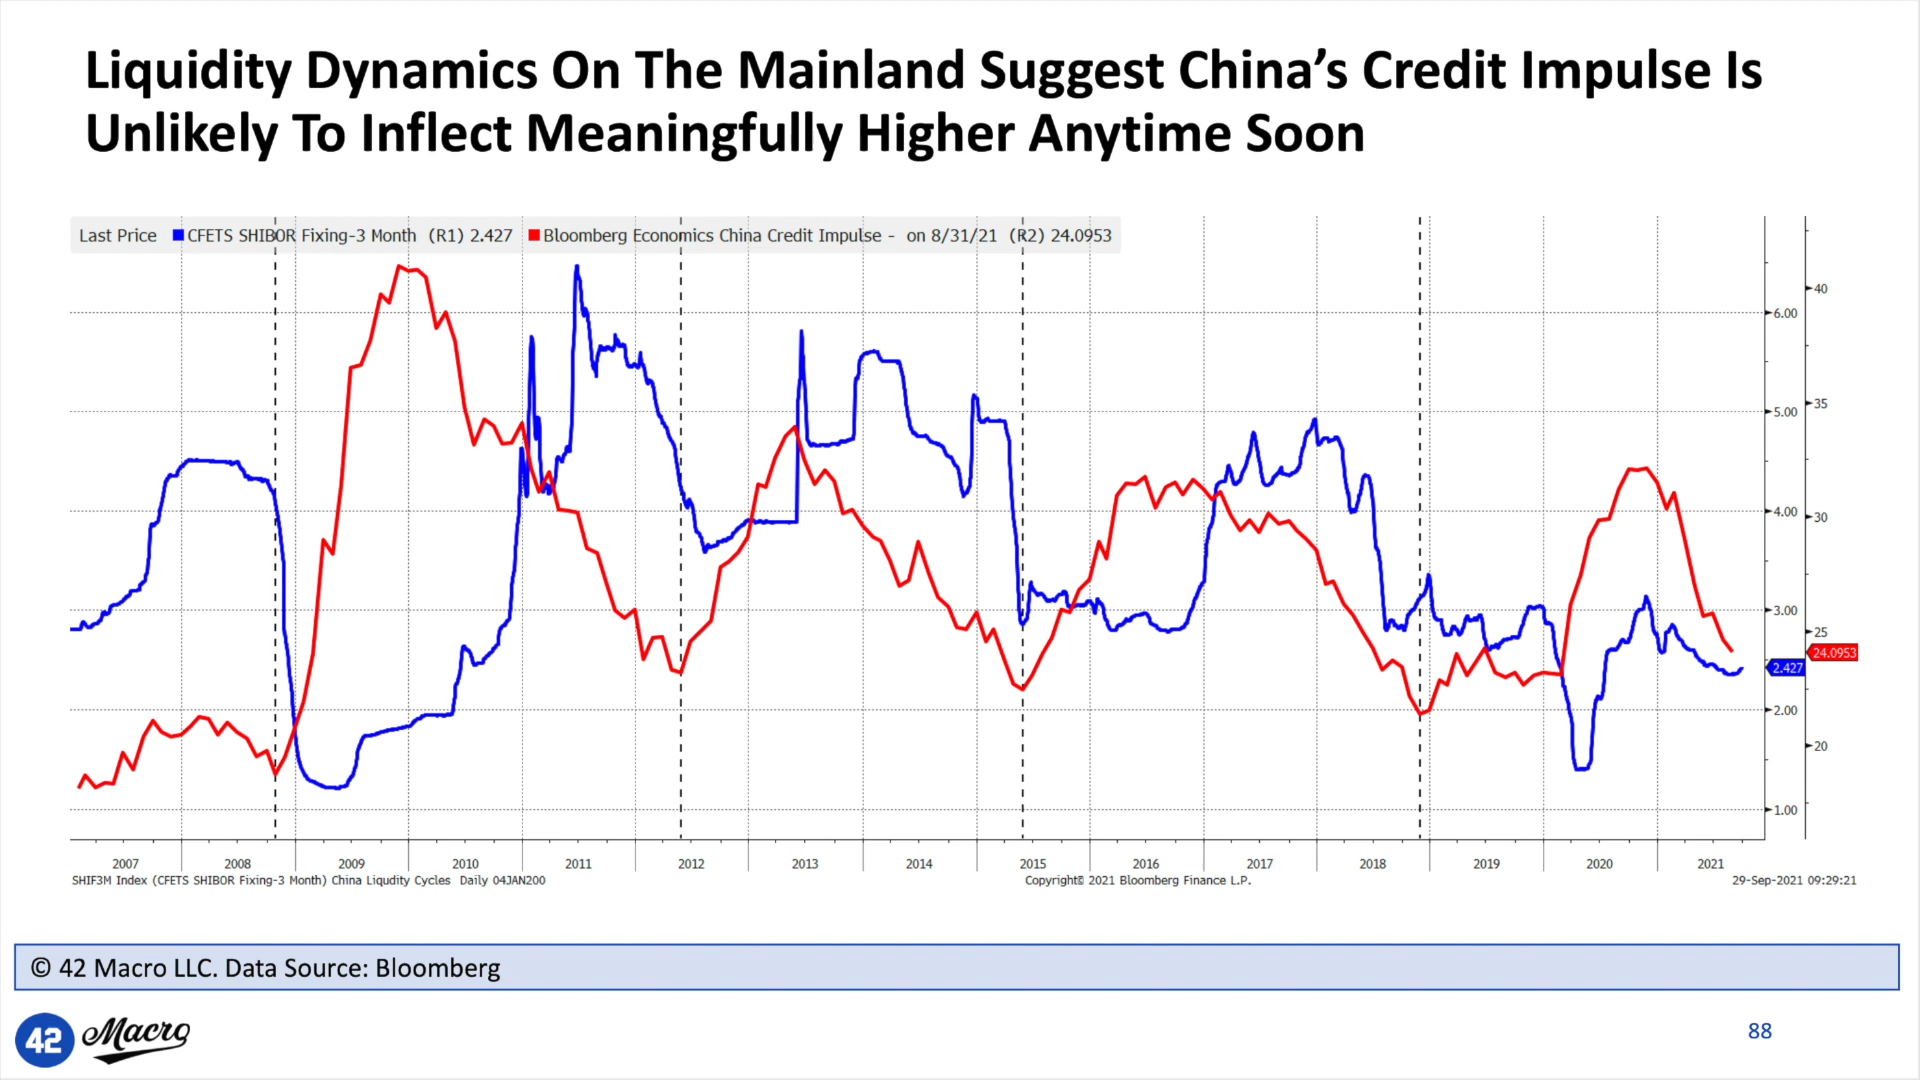 Liquidity Dynamics On The Mainland Suggest China’s Credit Impulse Is
Unlikely To Inflect Meaningfully Higher Anytime Soon
Last Price CFETS SHIBOR Fixing-3 Month (R1) 2.427 Bloomberg Economics China Credit Impulse - on 8/31/21 (R2) 24.0953
40
6.00
35
5.00
30
4.00
3.00
25
24.0953
2.427
2.00
20
1.00
2007 2008 2009 2010 2011 2012 2013 2014 2015 2016 2017 2018 2019 2020 2021
SHIF3M Index (CFETS SHIBOR Fixing-3 Month) China Liqudity Cycles Daily 04JAN200 Copyright© 2021 Bloomberg Finance L.P. 29-Sep-2021 09:29:21
© 42 Macro LLC. Data Source: Bloomberg
42 Macro
88